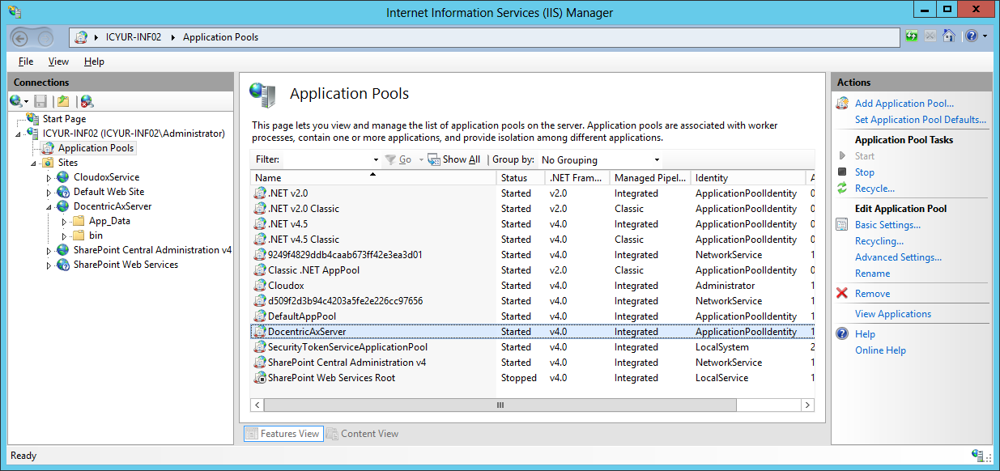 Internet Information Services (IIS) Manager
ICYUR-INF02 Application Pools
File View Help
Connections
Start Page
ICYUR-INF02 (ICYUR-INF02\Administrator)
Application Pools
Sites
CloudoxService
Default Web Site
DocentricAxServer
App_Data
bin
SharePoint Central Administration v4
SharePoint Web Services
Application Pools
This page lets you view and manage the list of application pools on the server. Application pools are associated with worker
processes, contain one or more applications, and provide isolation among different applications.
Filter: Go Show All Group by: No Grouping
Name Status .NET Fram... Managed Pipel... Identity
.NET v2.0 Started v2.0 Integrated ApplicationPoolIdentity 0
.NET v2.0 Classic Started v2.0 Classic ApplicationPoolIdentity 0
.NET v4.5 Started v4.0 Integrated ApplicationPoolIdentity 0
.NET v4.5 Classic Started v4.0 Classic ApplicationPoolIdentity 0
9249f4829ddb4caab673ff42e3ea3d01 Started v4.0 Integrated NetworkService 1
Classic .NET AppPool Started v2.0 Classic ApplicationPoolIdentity 0
Cloudox Started v4.0 Integrated Administrator 1
d509f2d3b94c4203a5fe2e226cc97656 Started v4.0 Integrated NetworkService 1
DefaultAppPool Started v4.0 Integrated ApplicationPoolIdentity 1
DocentricAxServer Started v4.0 Integrated ApplicationPoolIdentity 1
SecurityTokenServiceApplicationPool Started v4.0 Integrated LocalSystem 2
SharePoint Central Administration v4 Started v4.0 Integrated NetworkService 1
SharePoint Web Services Root Stopped v4.0 Integrated LocalService 1
Features View Content View
Actions
Add Application Pool...
Set Application Pool Defaults...
Application Pool Tasks
Start
Stop
Recycle...
Edit Application Pool
Basic Settings...
Recycling...
Advanced Settings...
Rename
Remove
View Applications
Help
Online Help
Ready